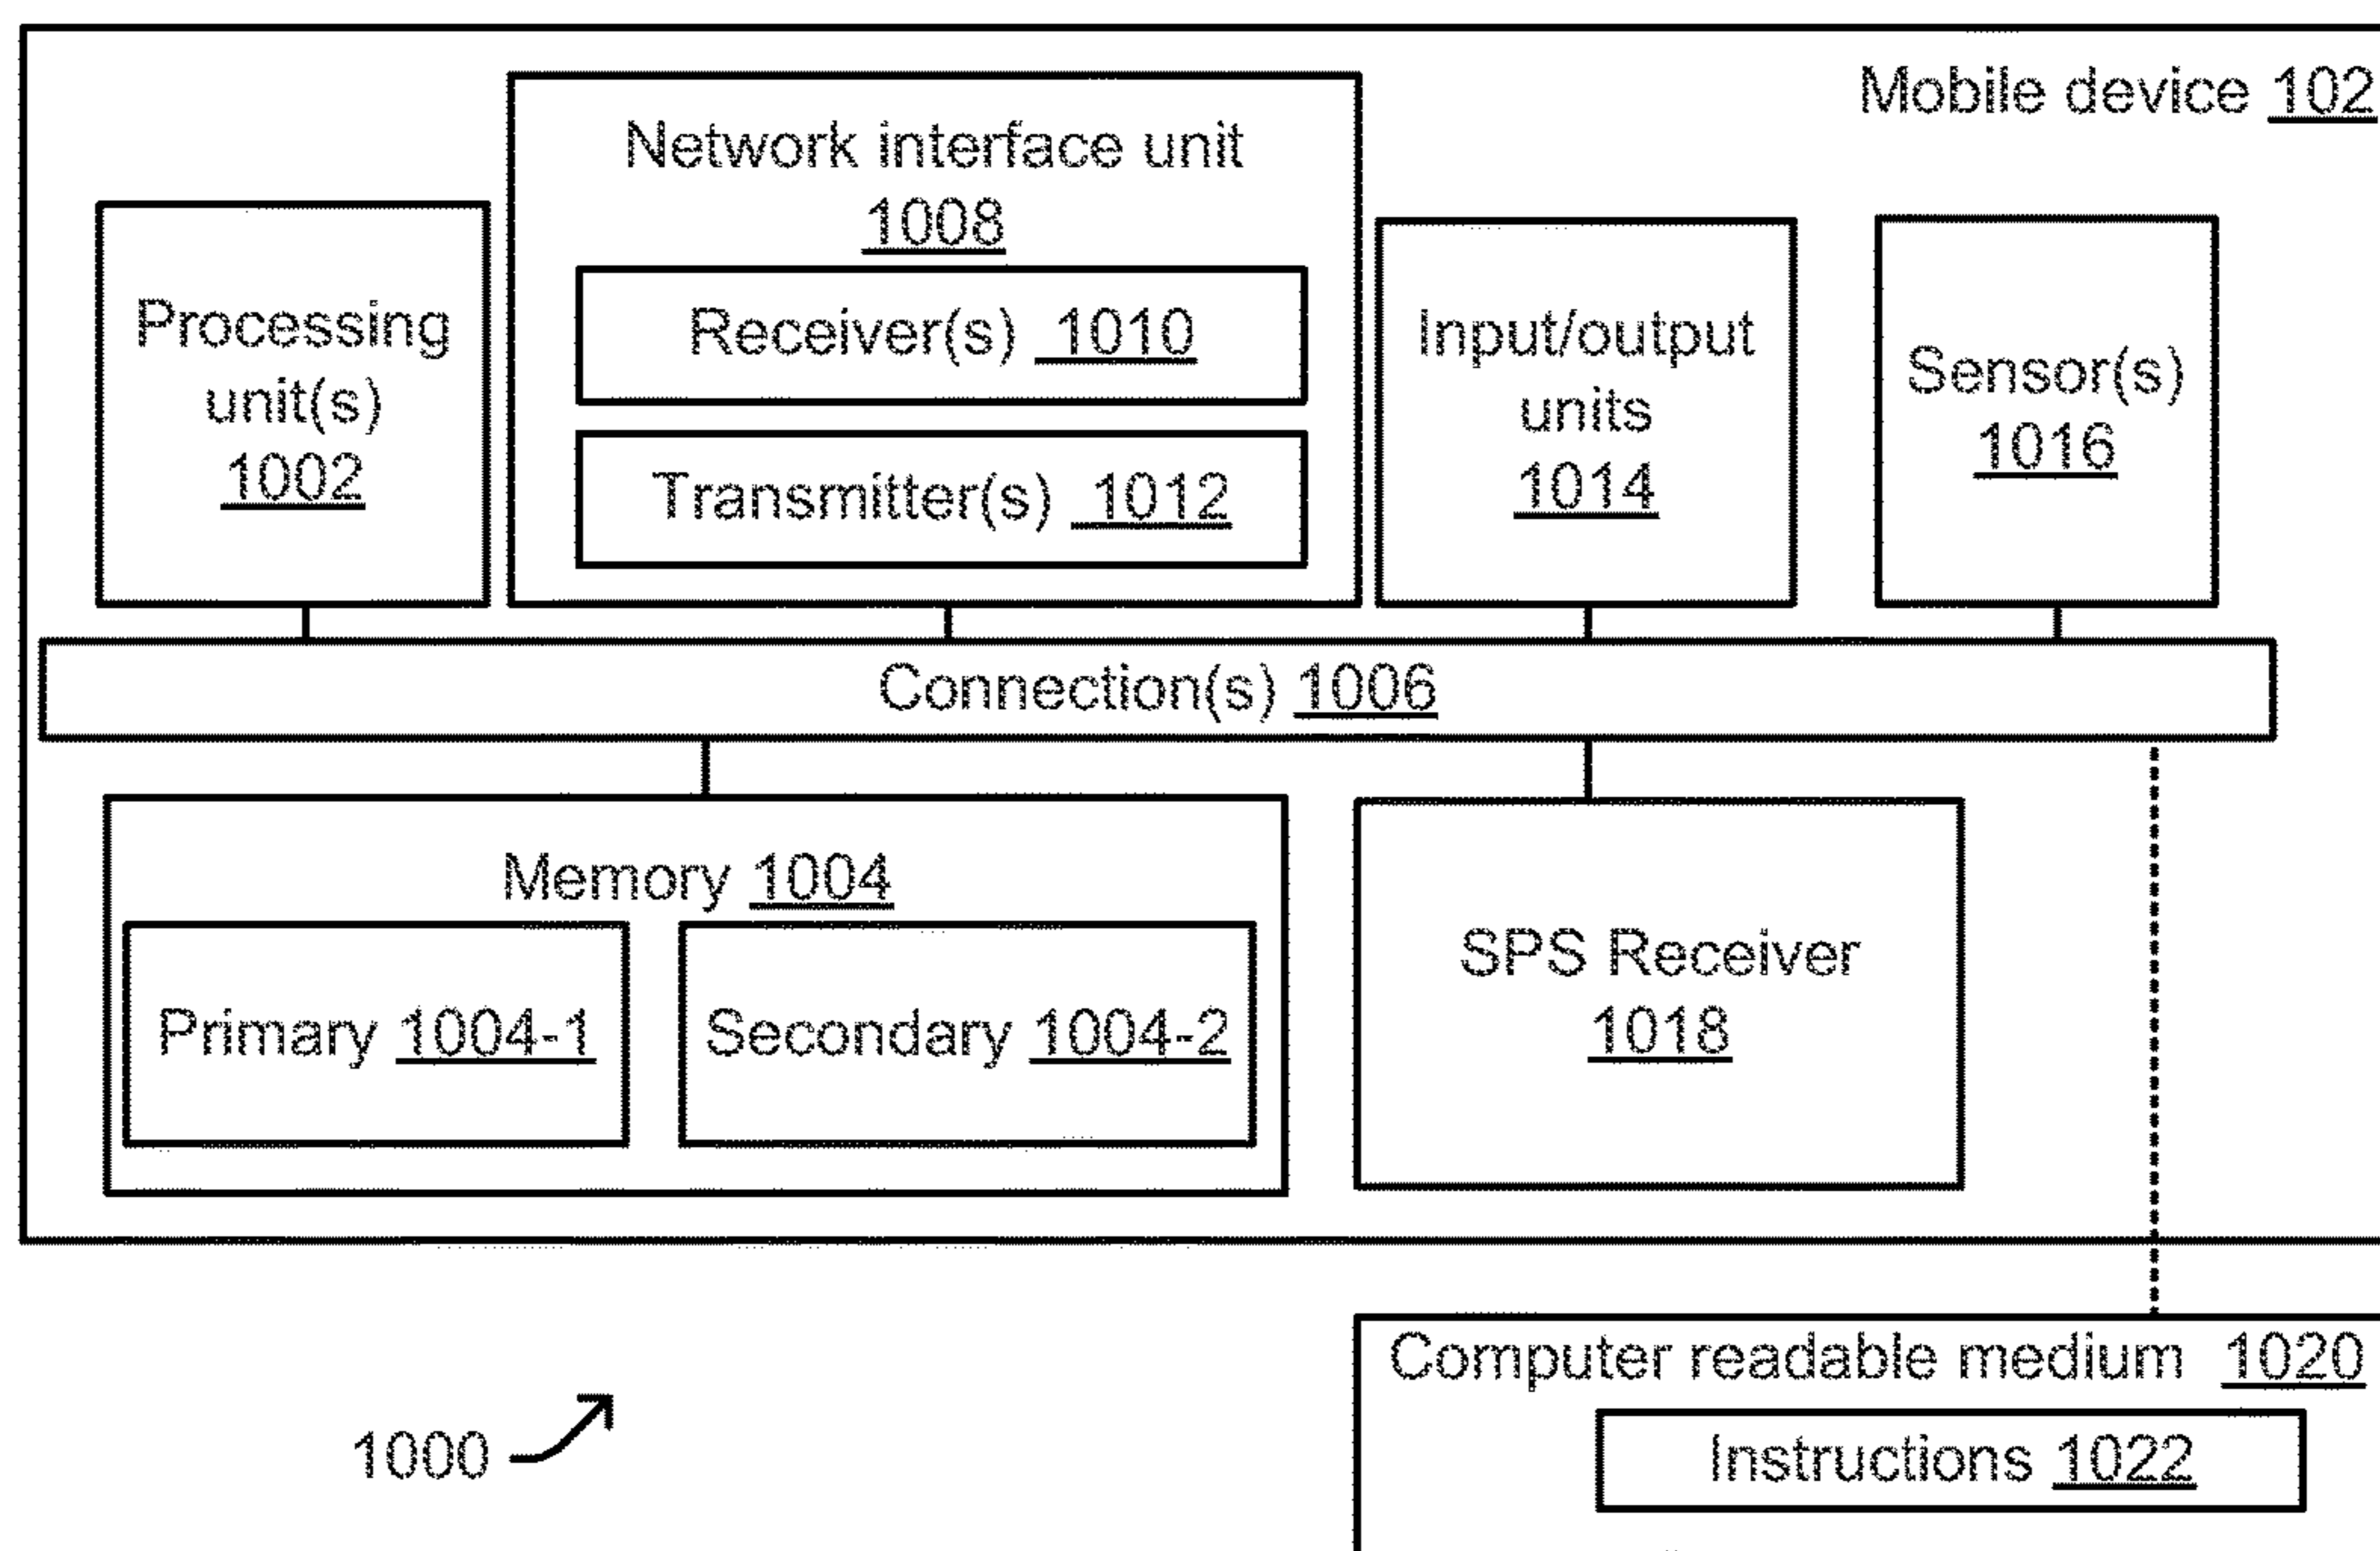 Mobile device 102
Network interface unit
1008
Receiver(s) 1010
Transmitter(s) 1012
Processing
unit(s)
1002
Input/output
units
1014
Sensor(s)
1016
Connection(s) 1006
Memory 1004
Primary 1004-1
Secondary 1004-2
SPS Receiver
1018
Computer readable medium 1020
Instructions 1022
1000